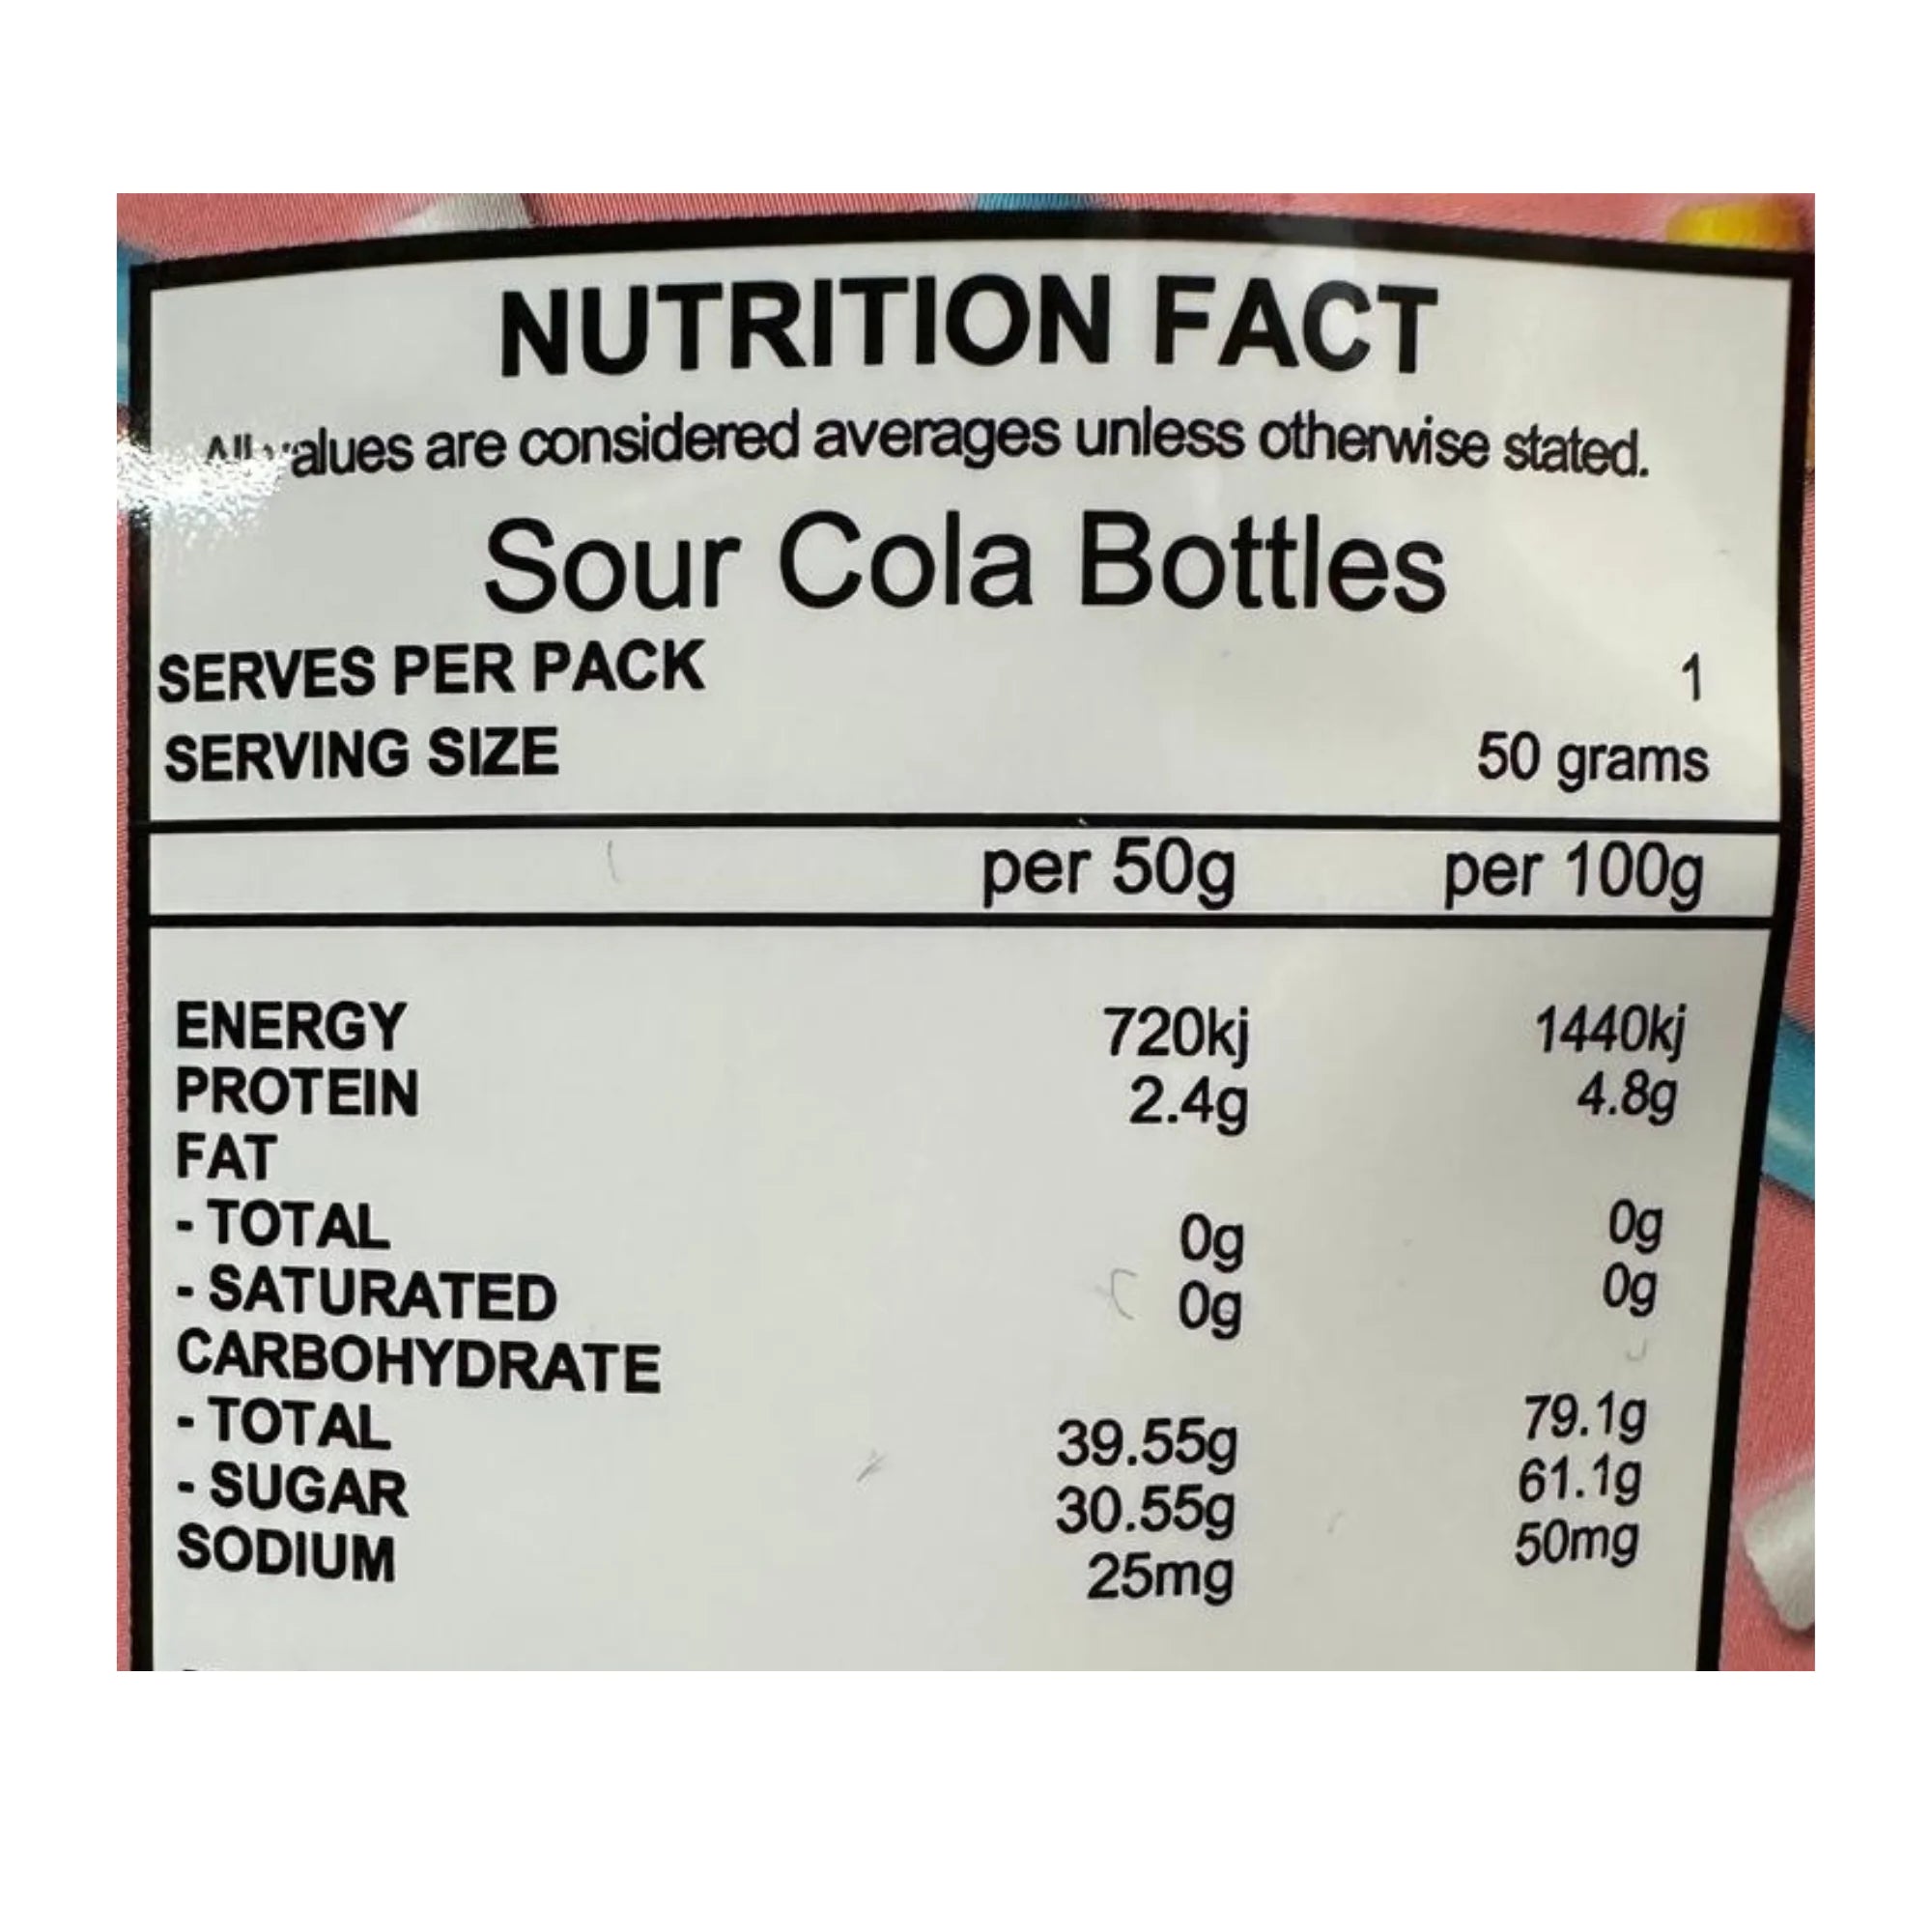 NUTRITION FACT
All values are considered averages unless otherwise stated.
Sour Cola Bottles
SERVES PER PACK 1
SERVING SIZE 50 grams
per 50g per 100g
ENERGY 720kj 1440kj
PROTEIN 2.4g 4.8g
FAT
- TOTAL 0g 0g
- SATURATED 0g 0g
CARBOHYDRATE
- TOTAL 39.55g 79.1g
- SUGAR 30.55g 61.1g
SODIUM 25mg 50mg